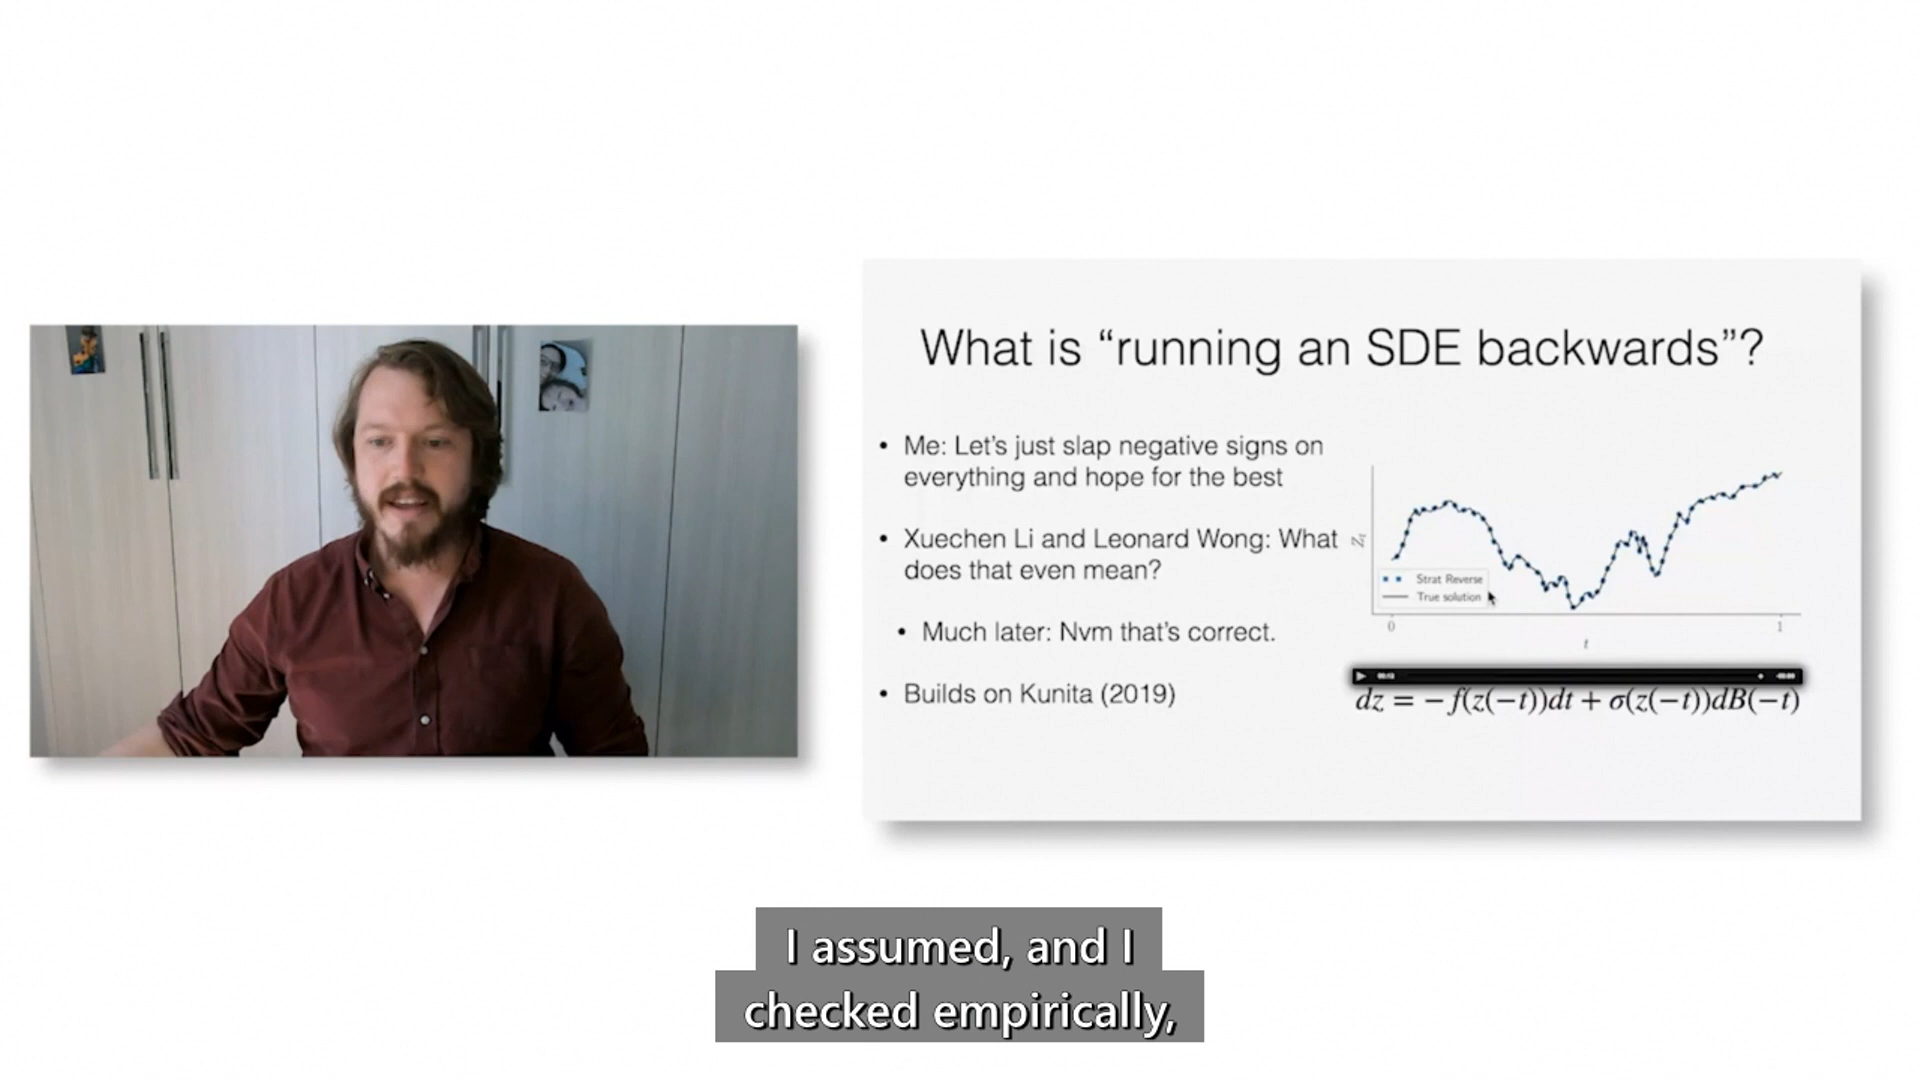 What is “running an SDE backwards”?
• Me: Let’s just slap negative signs on
everything and hope for the best
• Xuechen Li and Leonard Wong: What
does that even mean?
• Much later: Nvm that’s correct.
• Builds on Kunita (2019)
Strat Reverse
True solution
0
1
t
dz = −f(z(−t))dt + σ(z(−t))dB(−t)
I assumed, and I
checked empirically,